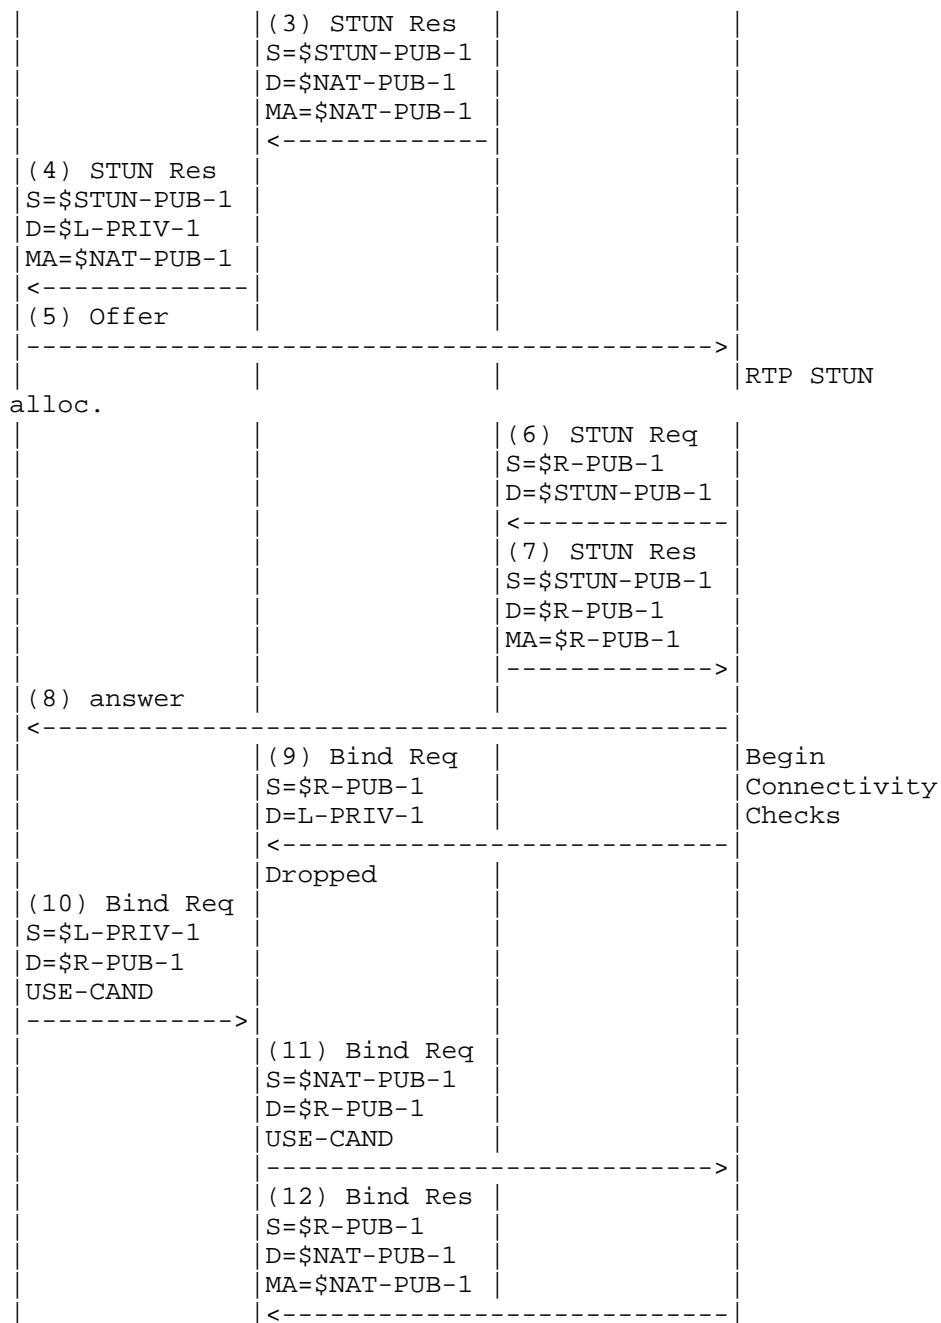 |             |(3) STUN Res |             |
|             |S=$STUN-PUB-1 |             |
|             |D=$NAT-PUB-1 |             |
|             |MA=$NAT-PUB-1 |             |
|             |<-------------|             |
|(4) STUN Res |             |             |
|S=$STUN-PUB-1 |             |             |
|D=$L-PRIV-1  |             |             |
|MA=$NAT-PUB-1 |             |             |
|<-------------|             |             |
|(5) Offer    |             |             |
|------------------------------------------->|
|             |             |             |RTP STUN
alloc.
|             |             |(6) STUN Req |
|             |             |S=$R-PUB-1   |
|             |             |D=$STUN-PUB-1 |
|             |             |<-------------|
|             |             |(7) STUN Res |
|             |             |S=$STUN-PUB-1 |
|             |             |D=$R-PUB-1   |
|             |             |MA=$R-PUB-1  |
|             |             |------------->|
|(8) answer   |             |             |
|<-------------------------------------------|
|             |(9) Bind Req |             |Begin
|             |S=$R-PUB-1   |             |Connectivity
|             |D=L-PRIV-1   |             |Checks
|             |<----------------------------|
|             |Dropped      |             |
|(10) Bind Req |             |             |
|S=$L-PRIV-1  |             |             |
|D=$R-PUB-1   |             |             |
|USE-CAND     |             |             |
|------------->|             |             |
|             |(11) Bind Req |             |
|             |S=$NAT-PUB-1 |             |
|             |D=$R-PUB-1   |             |
|             |USE-CAND     |             |
|             |---------------------------->|
|             |(12) Bind Res |             |
|             |S=$R-PUB-1   |             |
|             |D=$NAT-PUB-1 |             |
|             |MA=$NAT-PUB-1 |             |
|             |<----------------------------|